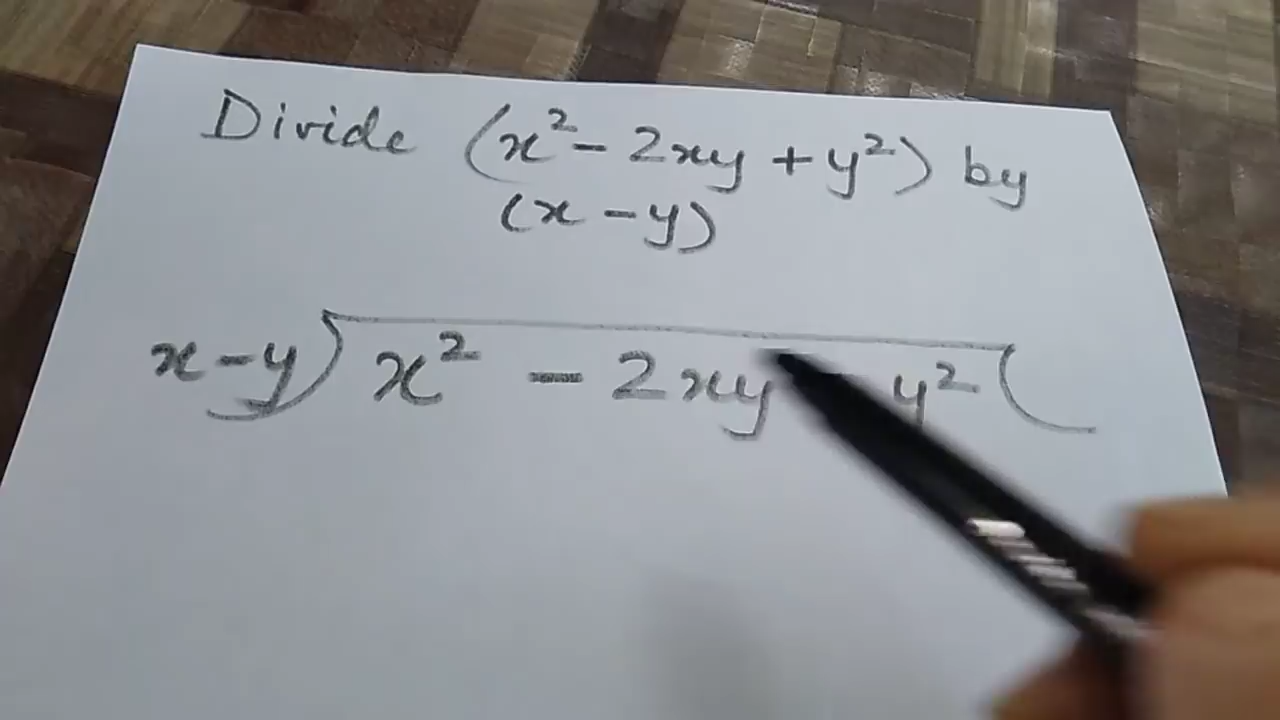 Divide (x² - 2xy + y²) by
(x - y)
x-y) x² - 2xy y² (